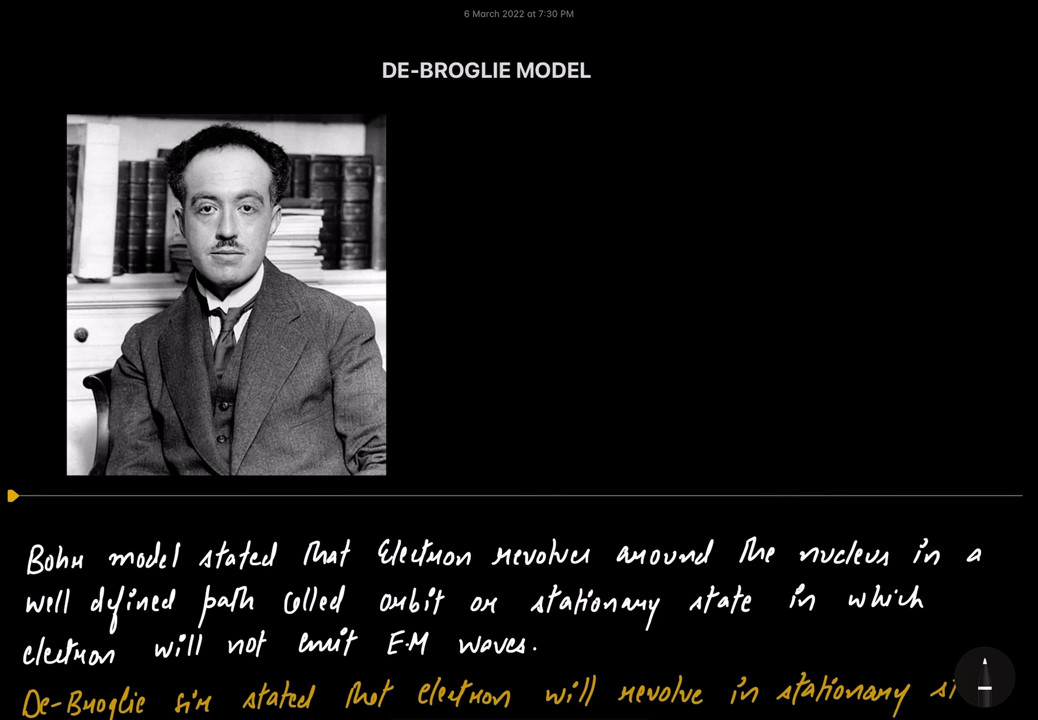 6 March 2022 at 7:30 PM
DE-BROGLIE MODEL
Bohr model stated that Electron revolves around the nucleus in a
well defined path called orbit or stationary state in which
electron will not emit E.M waves.
De-Broglie sir stated that electron will revolve in stationary